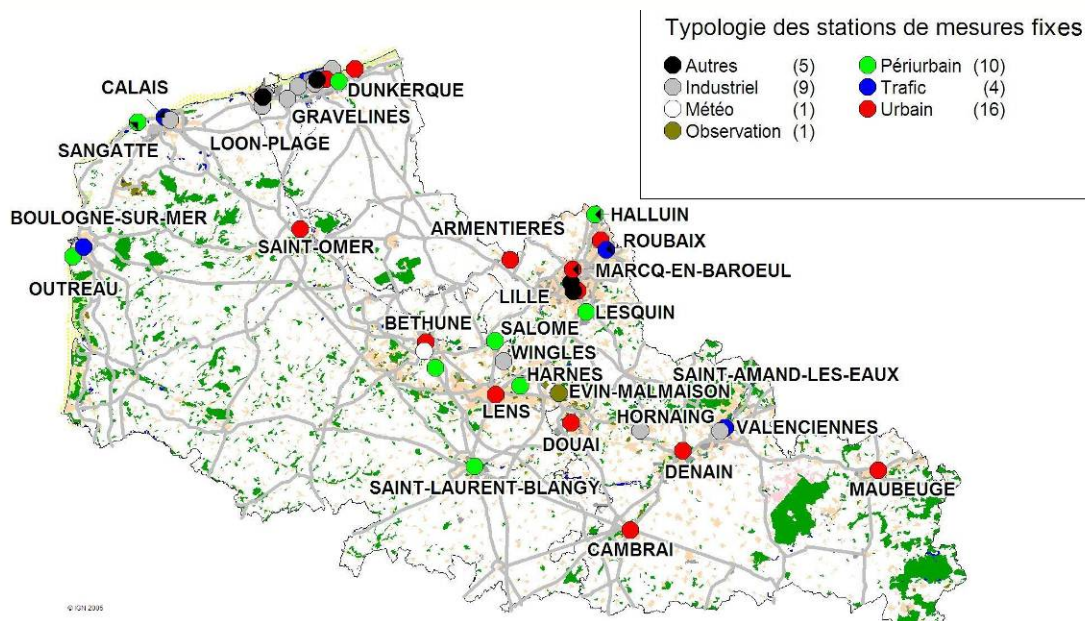 Typologie des stations de mesures fixes
Autres (5)
Périurbain (10)
Industriel (9)
Trafic (4)
Météo (1)
Urbain (16)
Observation (1)
CALAIS
DUNKERQUE
GRAVELINES
SANGATTE
LOON-PLAGE
BOULOGNE-SUR-MER
SAINT-OMER
ARMENTIERES
HALLUIN
ROUBAIX
MARCQ-EN-BAROEUL
OUTREAU
LILLE
LESQUIN
BETHUNE
SALOME
WINGLES
HARNES
SAINT-AMAND-LES-EAUX
EVIN-MALMAISON
LENS
HORNAING
VALENCIENNES
DOUAI
DENAIN
SAINT-LAURENT-BLANGY
MAUBEUGE
CAMBRAI
© IGN 2005